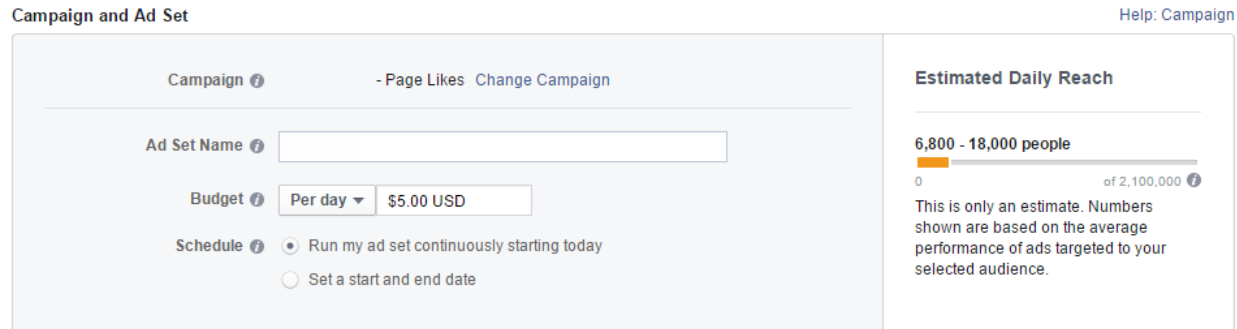 Campaign and Ad Set
Help: Campaign
Campaign
- Page Likes Change Campaign
Ad Set Name
Budget
Per day
$5.00 USD
Schedule
Run my ad set continuously starting today
Set a start and end date
Estimated Daily Reach
6,800 - 18,000 people
0
of 2,100,000
This is only an estimate. Numbers
shown are based on the average
performance of ads targeted to your
selected audience.